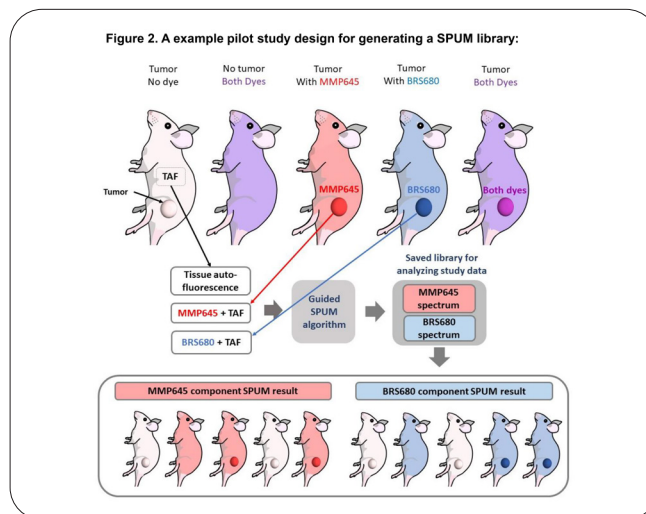 Figure 2. A example pilot study design for generating a SPUM library:
Tumor
No dye
No tumor
Both Dyes
Tumor
With MMP645
Tumor
With BRS680
Tumor
Both Dyes
TAF
Tumor
MMP645
BRS680
Both dyes
Tissue auto-
fluorescence
MMP645 + TAF
BRS680 + TAF
Guided
SPUM
algorithm
Saved library for
analyzing study data
MMP645
spectrum
BRS680
spectrum
MMP645 component SPUM result
BRS680 component SPUM result